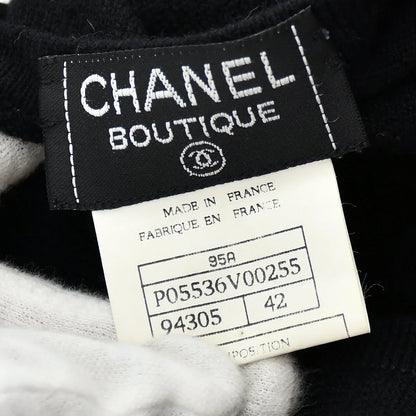 CHANEL
BOUTIQUE
MADE IN FRANCE
FABRIQUE EN FRANCE
95A
P05536V00255
94305 42